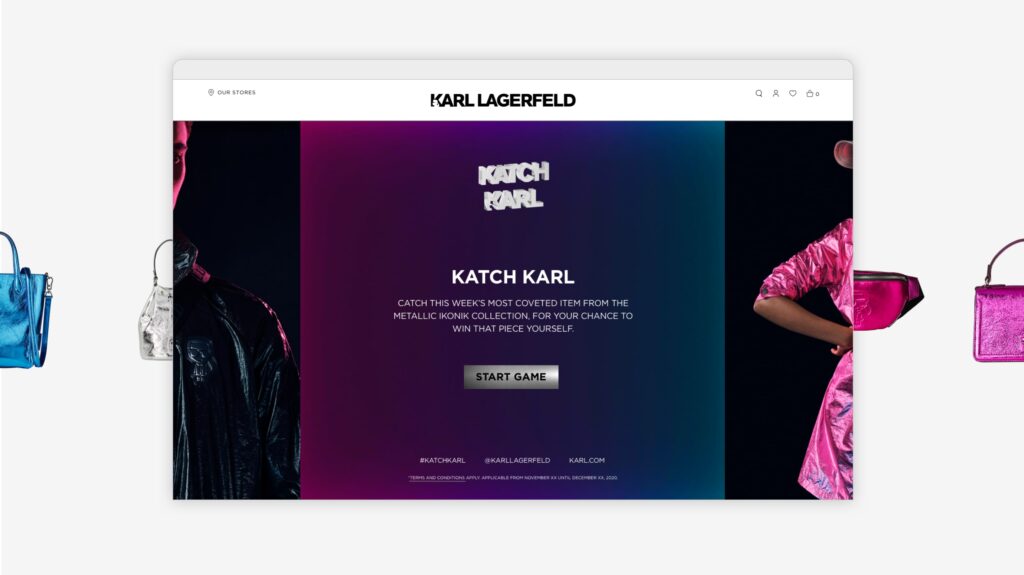 OUR STORES
KARL LAGERFELD
0
KATCH
KARL
KATCH KARL
CATCH THIS WEEK'S MOST COVETED ITEM FROM THE
METALLIC IKONIK COLLECTION, FOR YOUR CHANCE TO
WIN THAT PIECE YOURSELF.
START GAME
#KATCHKARL @KARLLAGERFELD KARL.COM
*TERMS AND CONDITIONS APPLY. APPLICABLE FROM NOVEMBER XX UNTIL DECEMBER XX, 2020.